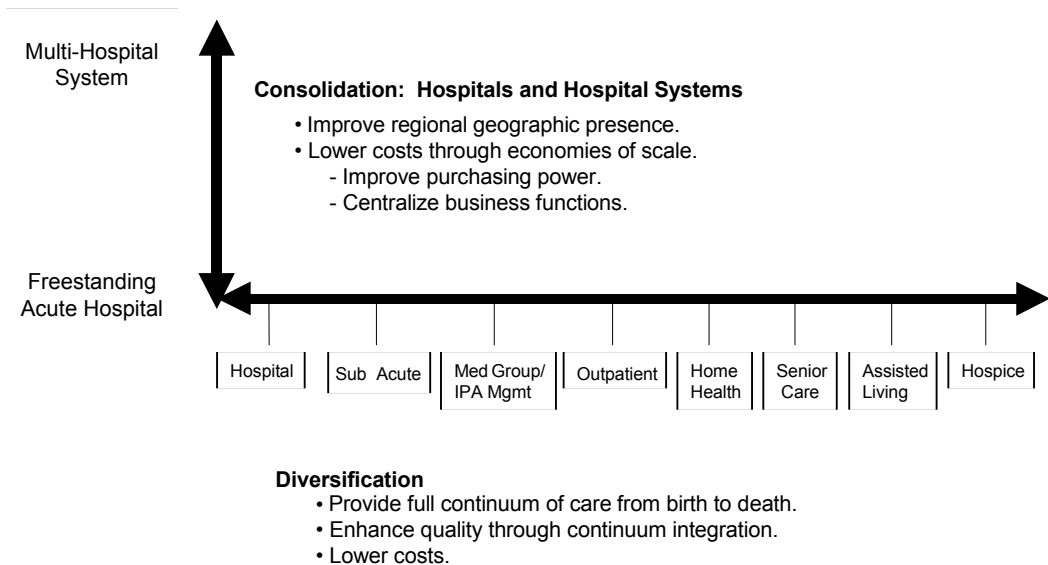 Multi-Hospital
System
Consolidation: Hospitals and Hospital Systems
• Improve regional geographic presence.
• Lower costs through economies of scale.
- Improve purchasing power.
- Centralize business functions.
Freestanding
Acute Hospital
Hospital
Sub Acute
Med Group/
IPA Mgmt
Outpatient
Home
Health
Senior
Care
Assisted
Living
Hospice
Diversification
• Provide full continuum of care from birth to death.
• Enhance quality through continuum integration.
• Lower costs.